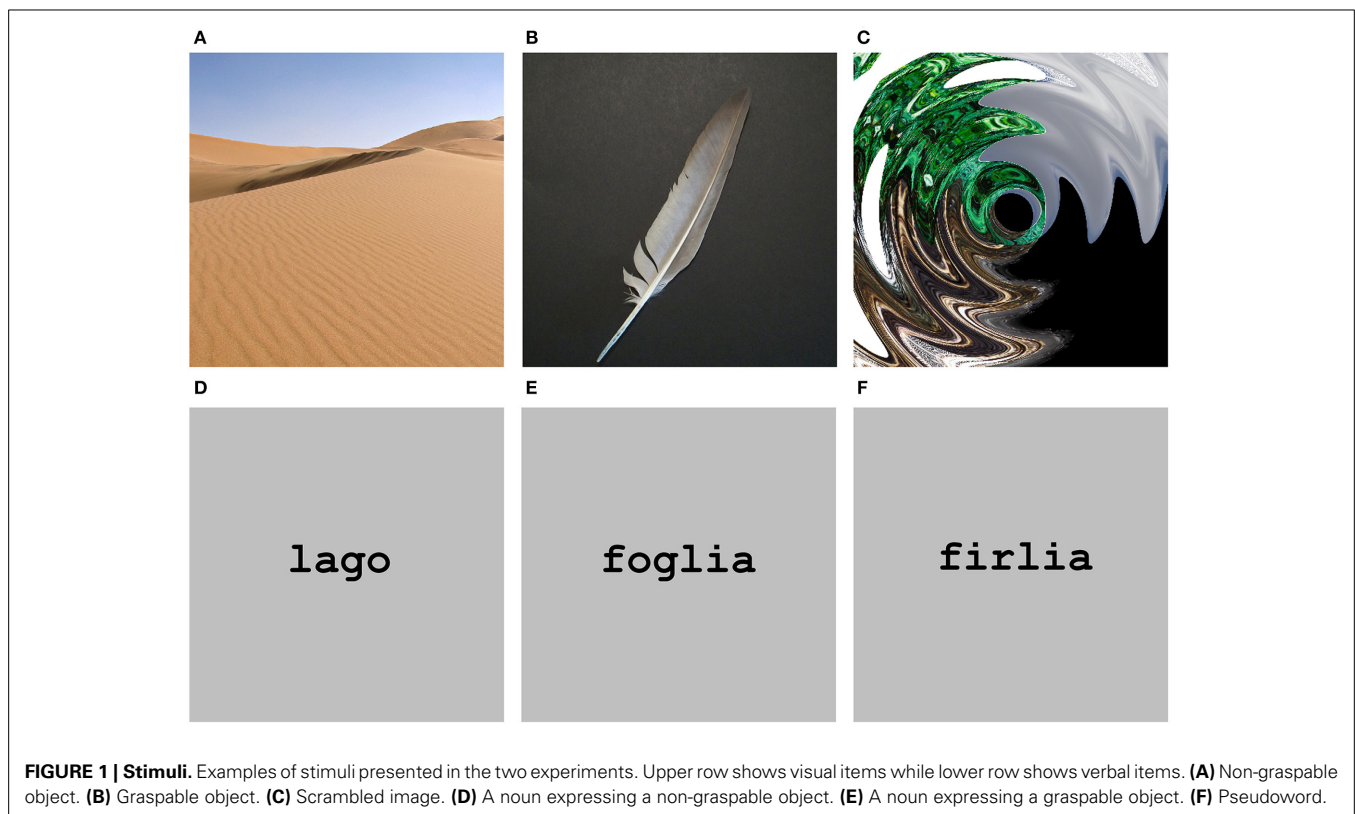 A
B
C
D
E
F
lago
foglia
firlia
FIGURE 1 | Stimuli. Examples of stimuli presented in the two experiments. Upper row shows visual items while lower row shows verbal items. (A) Non-graspable
object. (B) Graspable object. (C) Scrambled image. (D) A noun expressing a non-graspable object. (E) A noun expressing a graspable object. (F) Pseudoword.